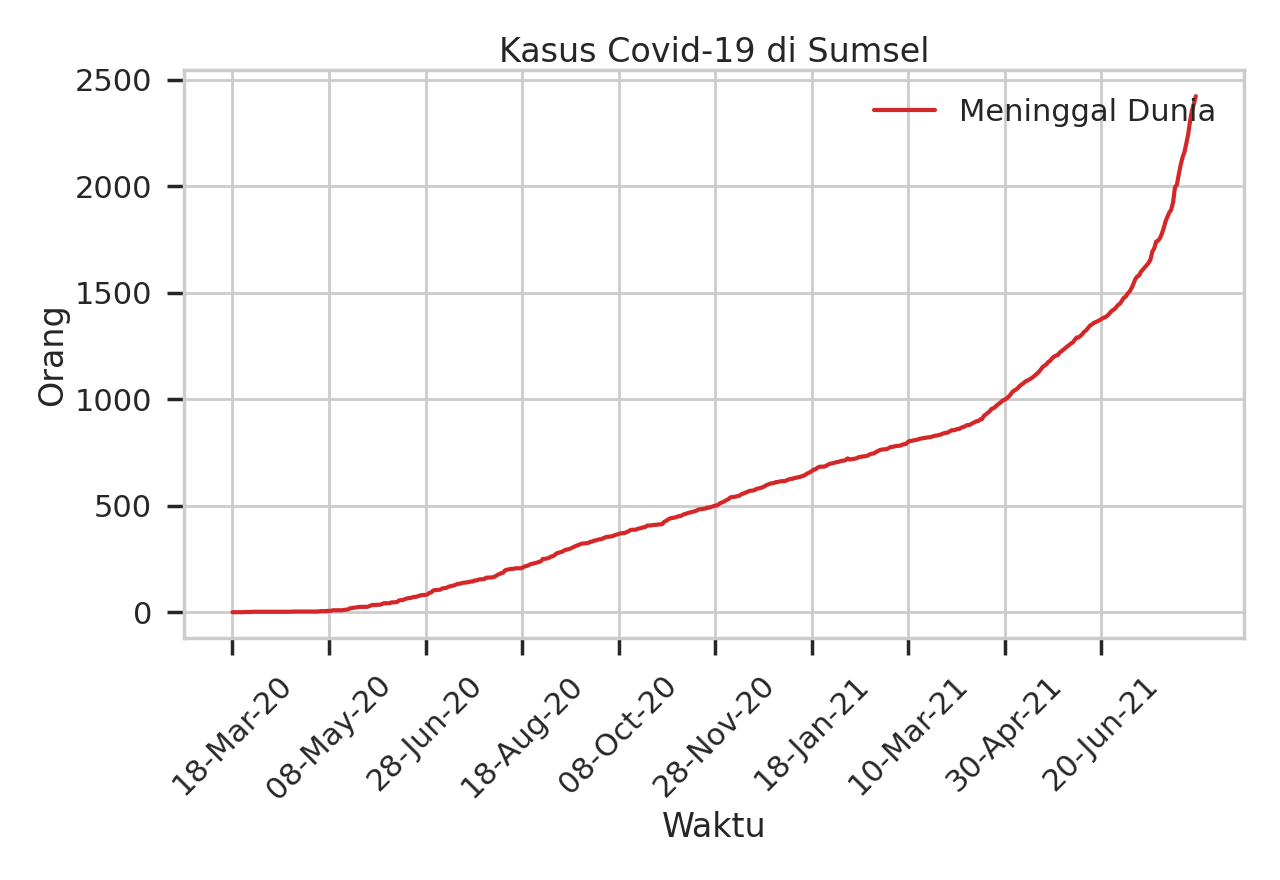 Kasus Covid-19 di Sumsel
Meninggal Dunia
Orang
2500
2000
1500
1000
500
0
18-Mar-20
08-May-20
28-Jun-20
18-Aug-20
08-Oct-20
28-Nov-20
18-Jan-21
10-Mar-21
30-Apr-21
20-Jun-21
Waktu